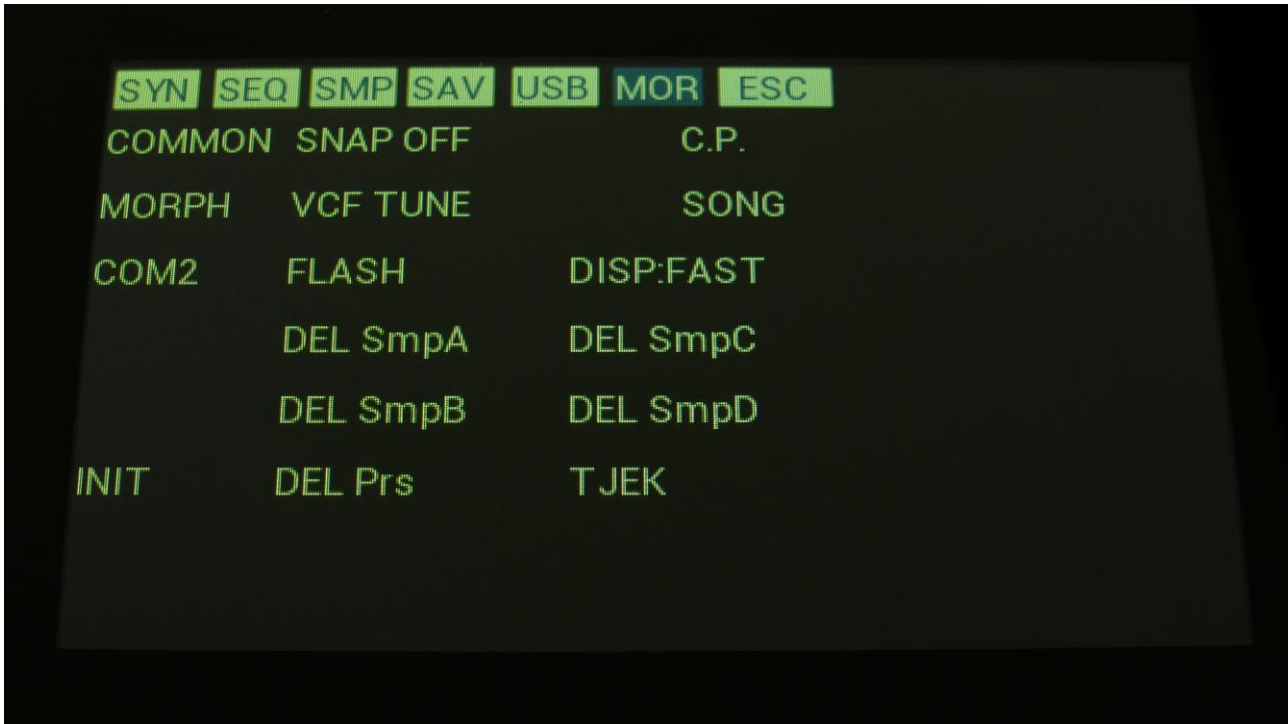 SYN SEQ SMP SAV USB MOR ESC
COMMON SNAP OFF C.P.
MORPH VCF TUNE SONG
COM2 FLASH DISP:FAST
DEL SmpA DEL SmpC
DEL SmpB DEL SmpD
INIT DEL Prs TJEK